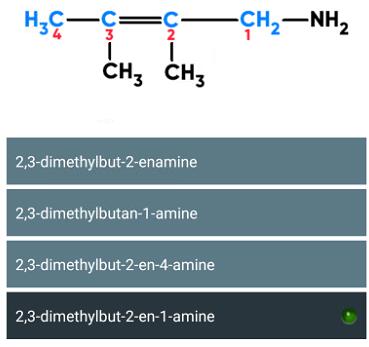 H₃C—C=C—CH₂—NH₂
4 3 2 1
CH₃ CH₃
2,3-dimethylbut-2-enamine
2,3-dimethylbutan-1-amine
2,3-dimethylbut-2-en-4-amine
2,3-dimethylbut-2-en-1-amine